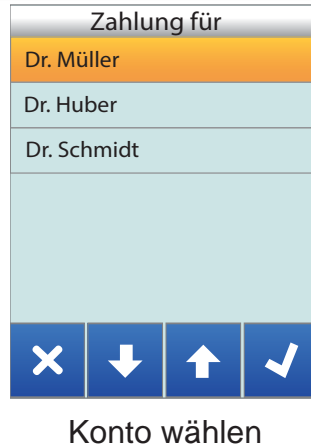 Zahlung für
Dr. Müller
Dr. Huber
Dr. Schmidt
Konto wählen